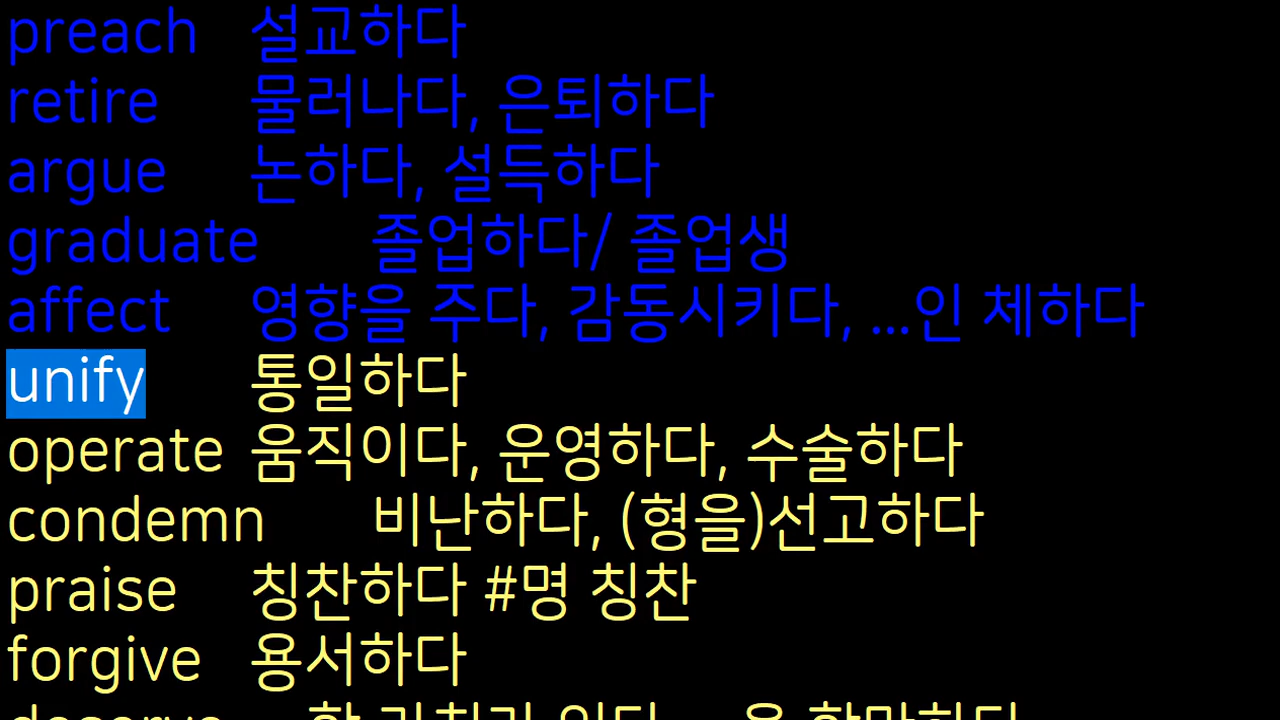 preach 설교하다
retire 물러나다, 은퇴하다
argue 논하다, 설득하다
graduate 졸업하다/ 졸업생
affect 영향을 주다, 감동시키다, ...인 체하다
unify 통일하다
operate 움직이다, 운영하다, 수술하다
condemn 비난하다, (형을)선고하다
praise 칭찬하다 #명 칭찬
forgive 용서하다